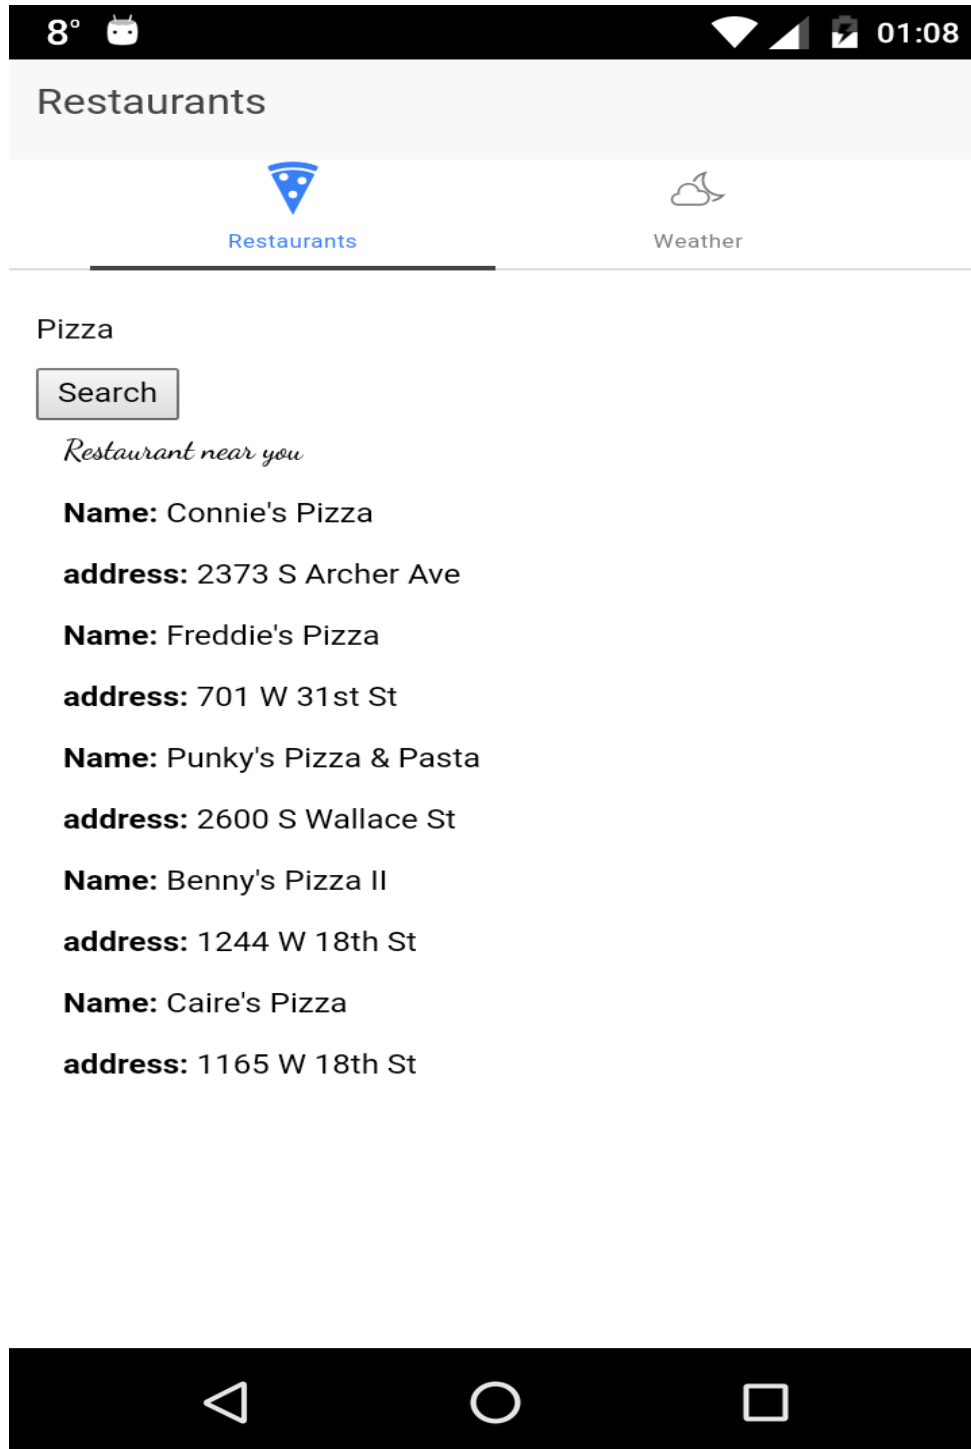 8° 01:08
Restaurants
Restaurants Weather
Pizza
Search
Restaurant near you
Name: Connie's Pizza
address: 2373 S Archer Ave
Name: Freddie's Pizza
address: 701 W 31st St
Name: Punky's Pizza & Pasta
address: 2600 S Wallace St
Name: Benny's Pizza II
address: 1244 W 18th St
Name: Caire's Pizza
address: 1165 W 18th St